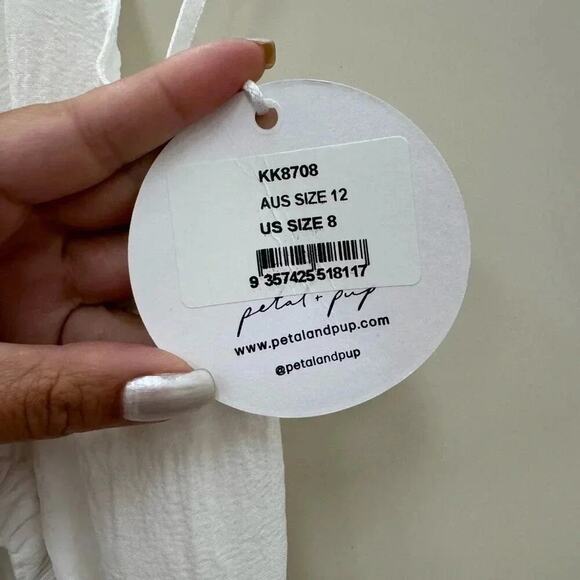 KK8708
AUS SIZE 12
US SIZE 8
9 357425 518117
petal + pup
www.petalandpup.com
@petalandpup